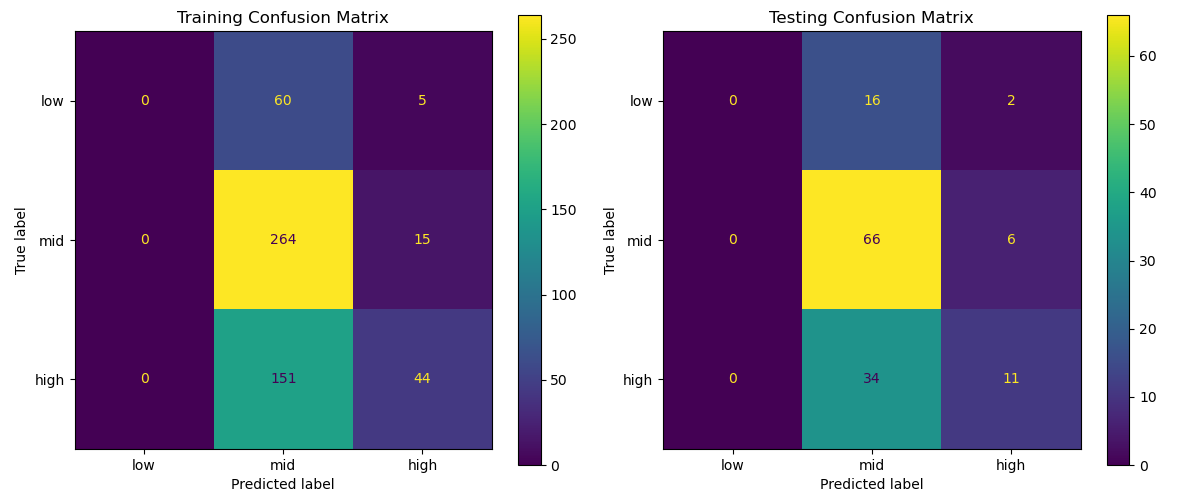 Training Confusion Matrix
low
mid
high
True label
0
60
5
0
264
15
0
151
44
low
mid
high
Predicted label
250
200
150
100
50
0
Testing Confusion Matrix
low
mid
high
True label
0
16
2
0
66
6
0
34
11
low
mid
high
Predicted label
60
50
40
30
20
10
0